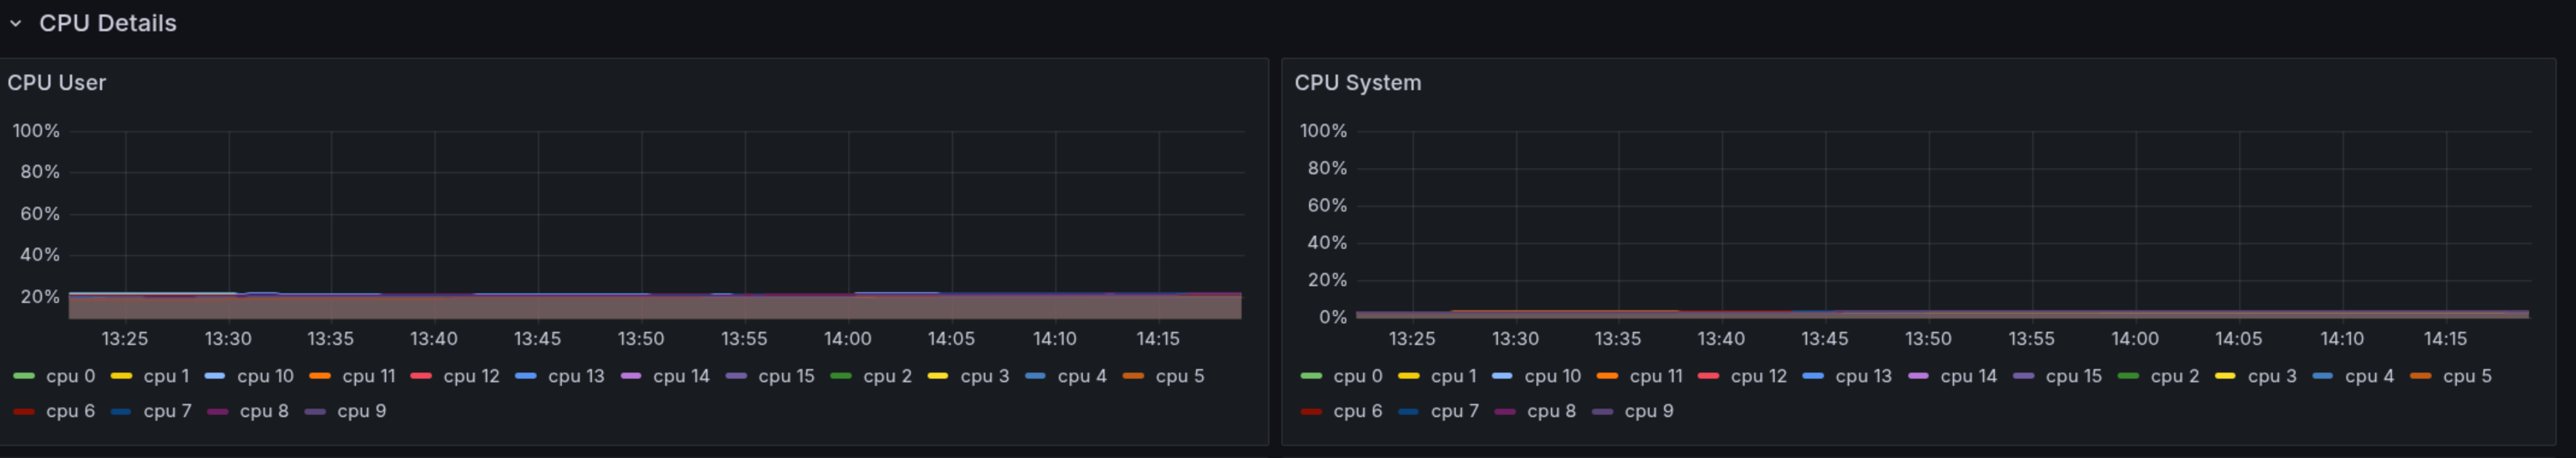 CPU Details
CPU User
100%
80%
60%
40%
20%
13:25 13:30 13:35 13:40 13:45 13:50 13:55 14:00 14:05 14:10 14:15
cpu 0 cpu 1 cpu 10 cpu 11 cpu 12 cpu 13 cpu 14 cpu 15 cpu 2 cpu 3 cpu 4 cpu 5
cpu 6 cpu 7 cpu 8 cpu 9
CPU System
100%
80%
60%
40%
20%
0%
13:25 13:30 13:35 13:40 13:45 13:50 13:55 14:00 14:05 14:10 14:15
cpu 0 cpu 1 cpu 10 cpu 11 cpu 12 cpu 13 cpu 14 cpu 15 cpu 2 cpu 3 cpu 4 cpu 5
cpu 6 cpu 7 cpu 8 cpu 9